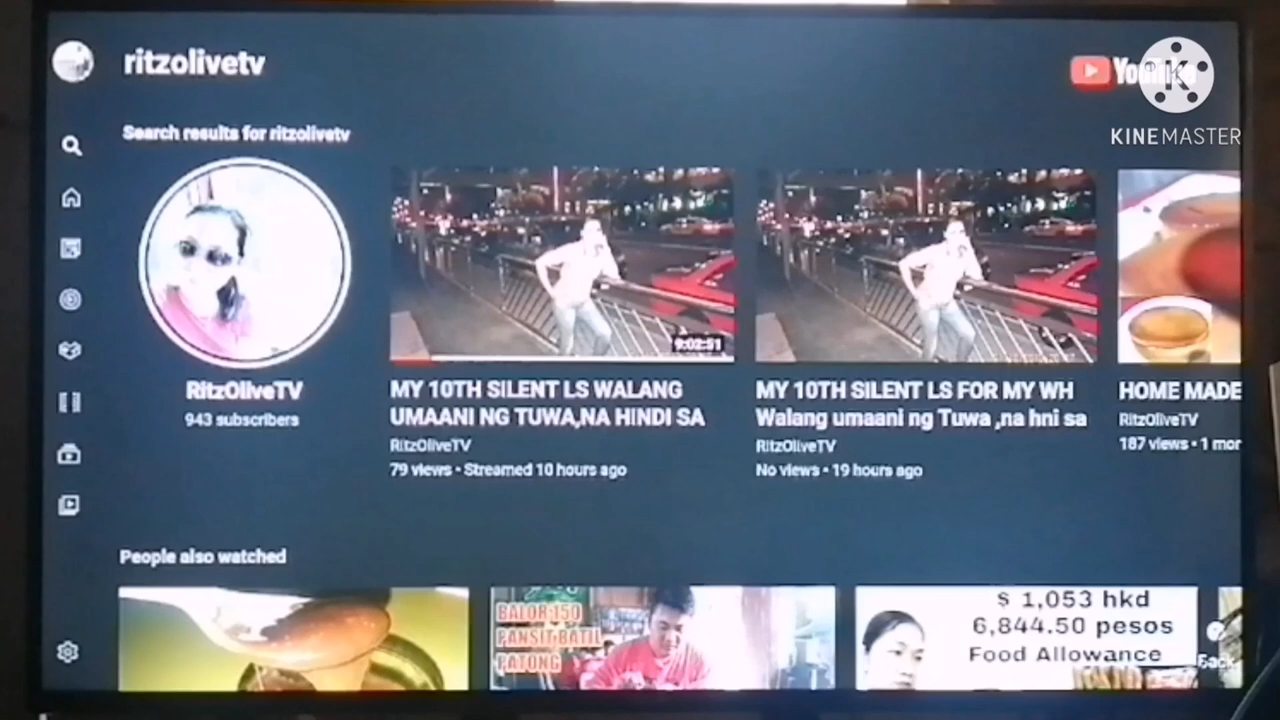 ritzolivetv
YouTube
KINEMASTER
Search results for ritzolivetv
9:02:51
RitzOliveTV
943 subscribers
MY 10TH SILENT LS WALANG
UMAANI NG TUWA,NA HINDI SA
RitzOliveTV
79 views • Streamed 10 hours ago
MY 10TH SILENT LS FOR MY WH
Walang umaani ng Tuwa ,na hni sa
RitzOliveTV
No views • 19 hours ago
HOME MADE
RitzOliveTV
187 views • 1 mor
People also watched
BALOR 150
PANSIT BATIL
PATONG
$ 1,053 hkd
6,844.50 pesos
Food Allowance
Back